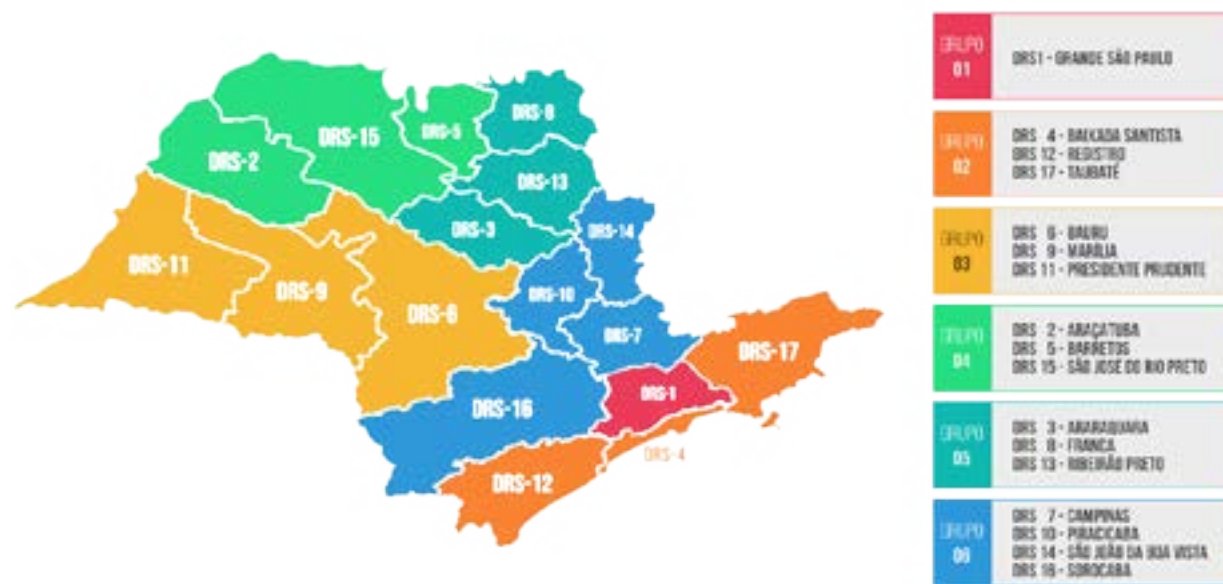 DRS-15
DRS-5
DRS-8
DRS-2
DRS-13
DRS-3
DRS-14
DRS-11
DRS-9
DRS-6
DRS-10
DRS-7
DRS-17
DRS-1
DRS-16
DRS-4
DRS-12
GRUPO
01
DRS1 - GRANDE SÃO PAULO
GRUPO
02
DRS 4 - BAIXADA SANTISTA
DRS 12 - REGISTRO
DRS 17 - TAUBATÉ
GRUPO
03
DRS 6 - BAURU
DRS 9 - MARÍLIA
DRS 11 - PRESIDENTE PRUDENTE
GRUPO
04
DRS 2 - ARAÇATUBA
DRS 5 - BARRETOS
DRS 15 - SÃO JOSÉ DO RIO PRETO
GRUPO
05
DRS 3 - ARARAQUARA
DRS 8 - FRANCA
DRS 13 - RIBEIRÃO PRETO
GRUPO
06
DRS 7 - CAMPINAS
DRS 10 - PIRACICABA
DRS 14 - SÃO JOÃO DA BOA VISTA
DRS 16 - SOROCABA